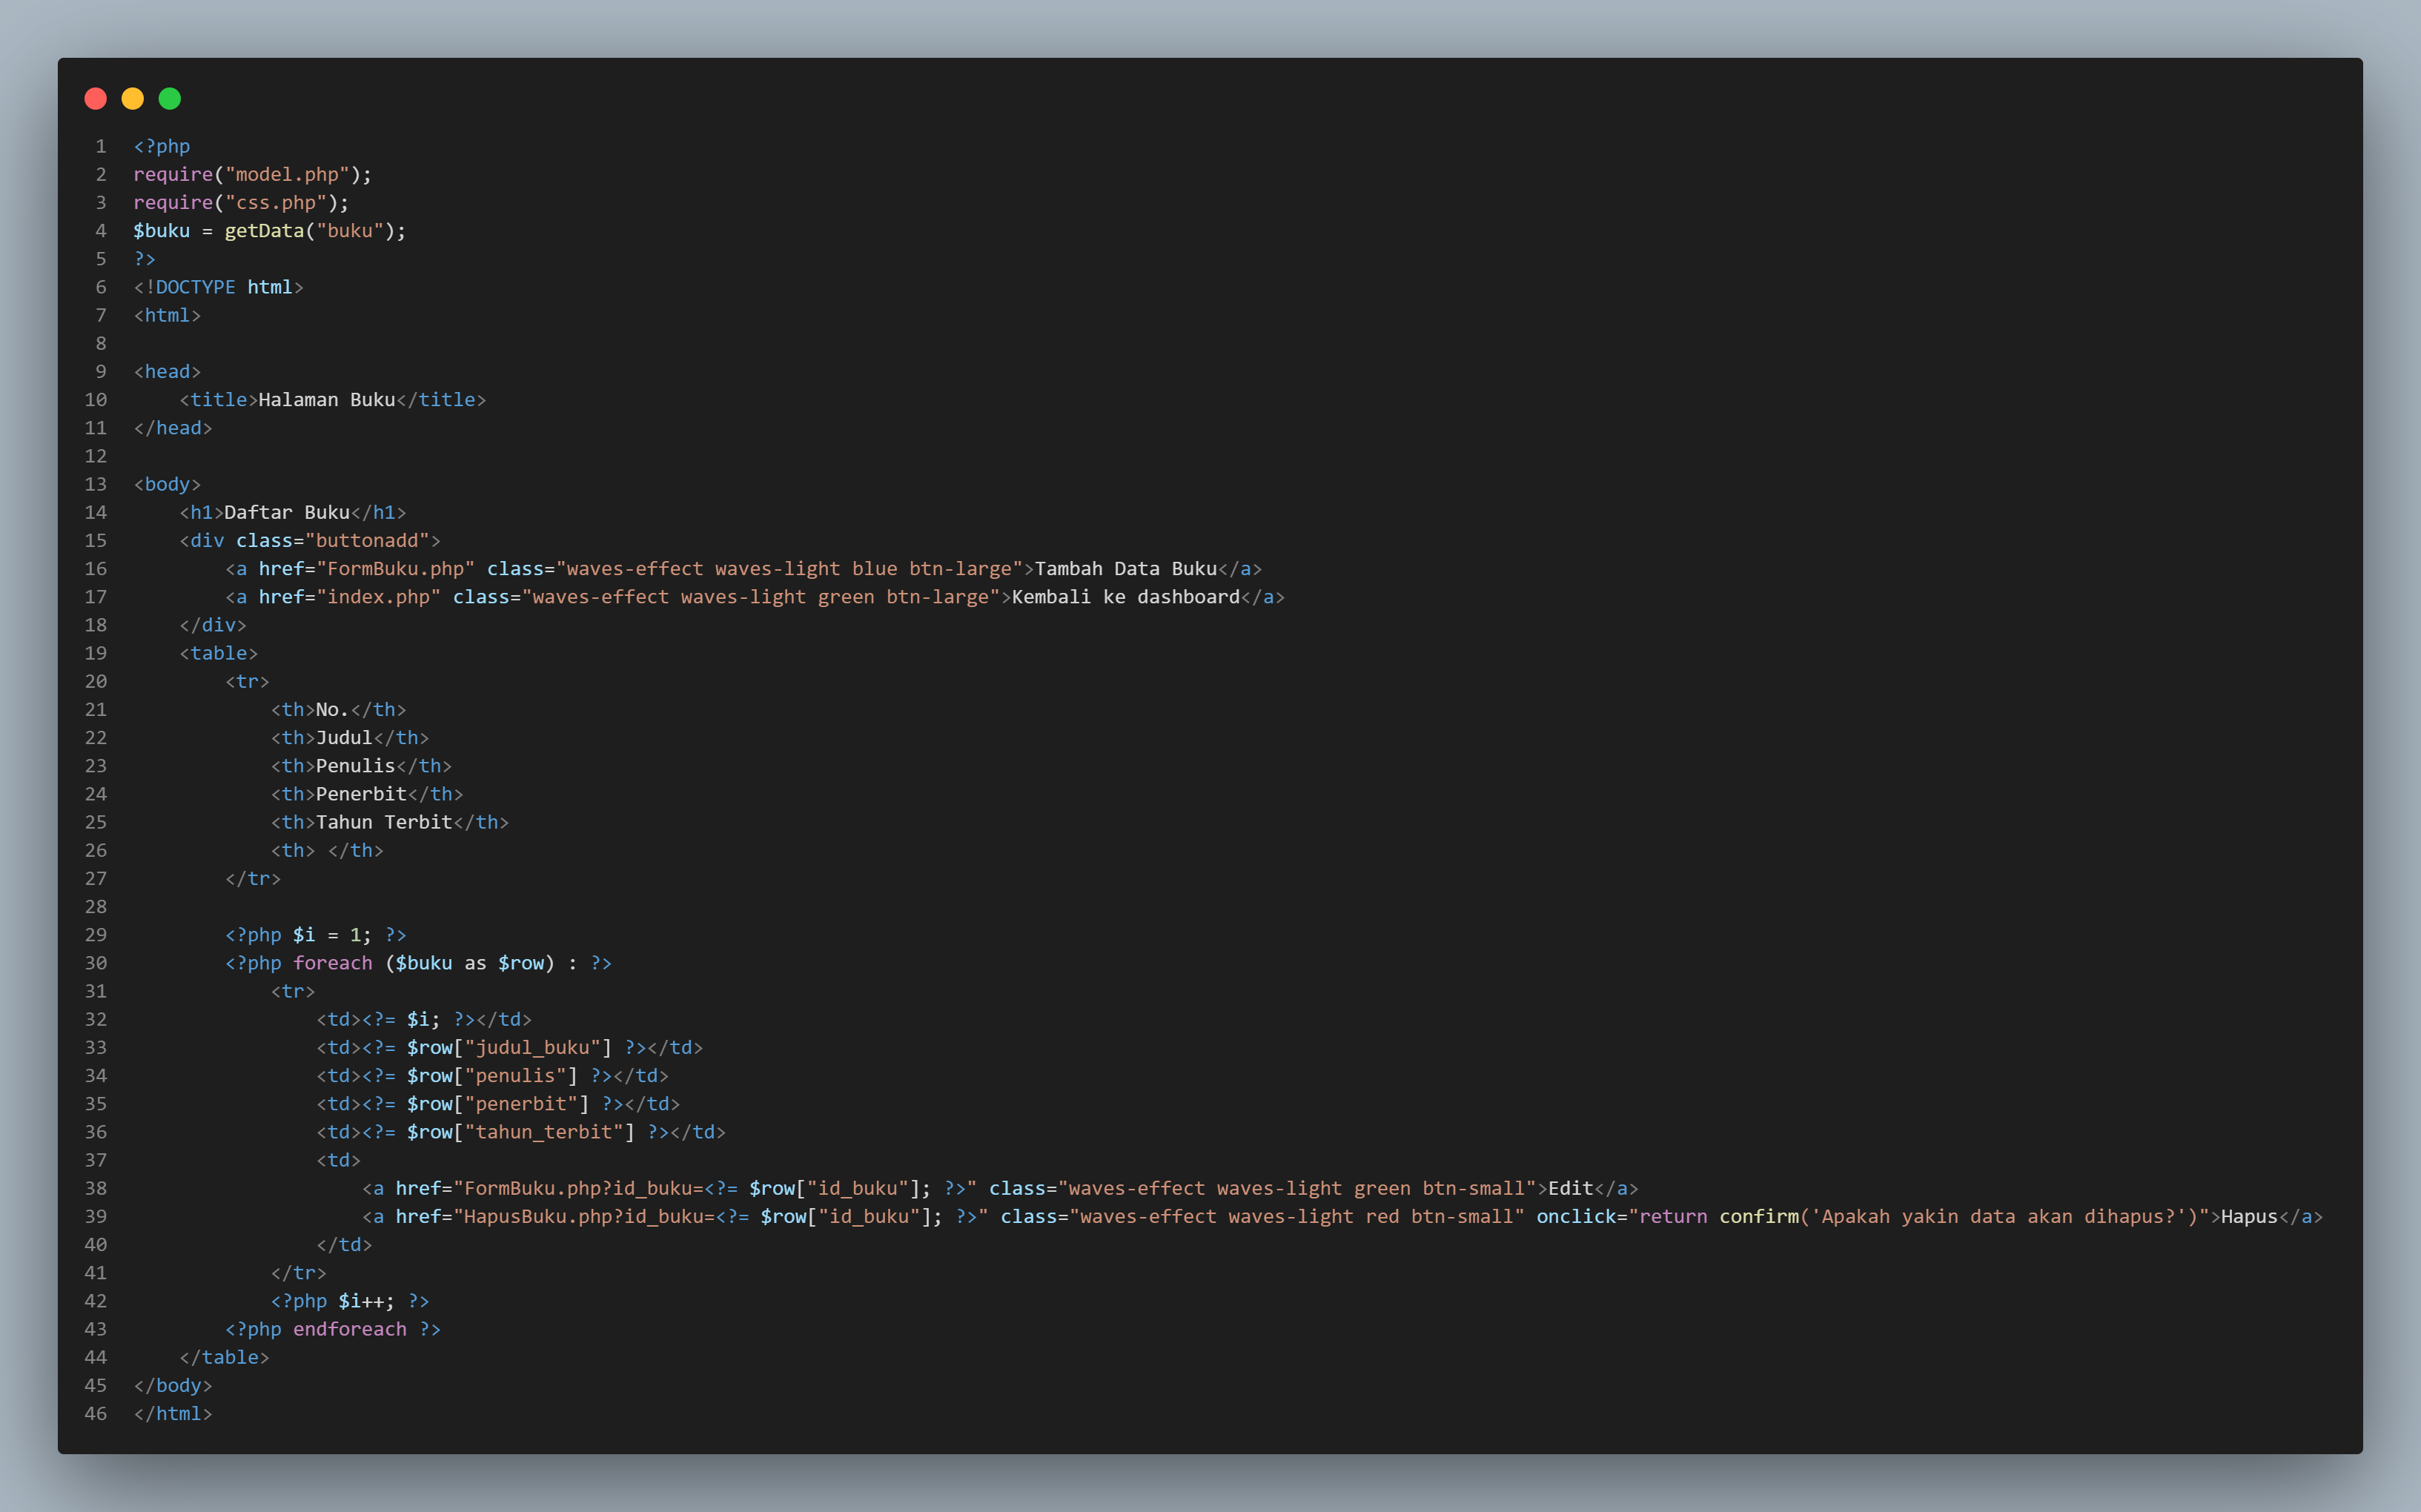 1 <?php
2 require("model.php");
3 require("css.php");
4 $buku = getData("buku");
5 ?>
6 <!DOCTYPE html>
7 <html>
8
9 <head>
10     <title>Halaman Buku</title>
11 </head>
12
13 <body>
14     <h1>Daftar Buku</h1>
15     <div class="buttonadd">
16         <a href="FormBuku.php" class="waves-effect waves-light blue btn-large">Tambah Data Buku</a>
17         <a href="index.php" class="waves-effect waves-light green btn-large">Kembali ke dashboard</a>
18     </div>
19     <table>
20         <tr>
21             <th>No.</th>
22             <th>Judul</th>
23             <th>Penulis</th>
24             <th>Penerbit</th>
25             <th>Tahun Terbit</th>
26             <th> </th>
27         </tr>
28
29         <?php $i = 1; ?>
30         <?php foreach ($buku as $row) : ?>
31             <tr>
32                 <td><?= $i; ?></td>
33                 <td><?= $row["judul_buku"] ?></td>
34                 <td><?= $row["penulis"] ?></td>
35                 <td><?= $row["penerbit"] ?></td>
36                 <td><?= $row["tahun_terbit"] ?></td>
37                 <td>
38                     <a href="FormBuku.php?id_buku=<?= $row["id_buku"]; ?>" class="waves-effect waves-light green btn-small">Edit</a>
39                     <a href="HapusBuku.php?id_buku=<?= $row["id_buku"]; ?>" class="waves-effect waves-light red btn-small" onclick="return confirm('Apakah yakin data akan dihapus?')">Hapus</a>
40                 </td>
41             </tr>
42             <?php $i++; ?>
43         <?php endforeach ?>
44     </table>
45 </body>
46 </html>